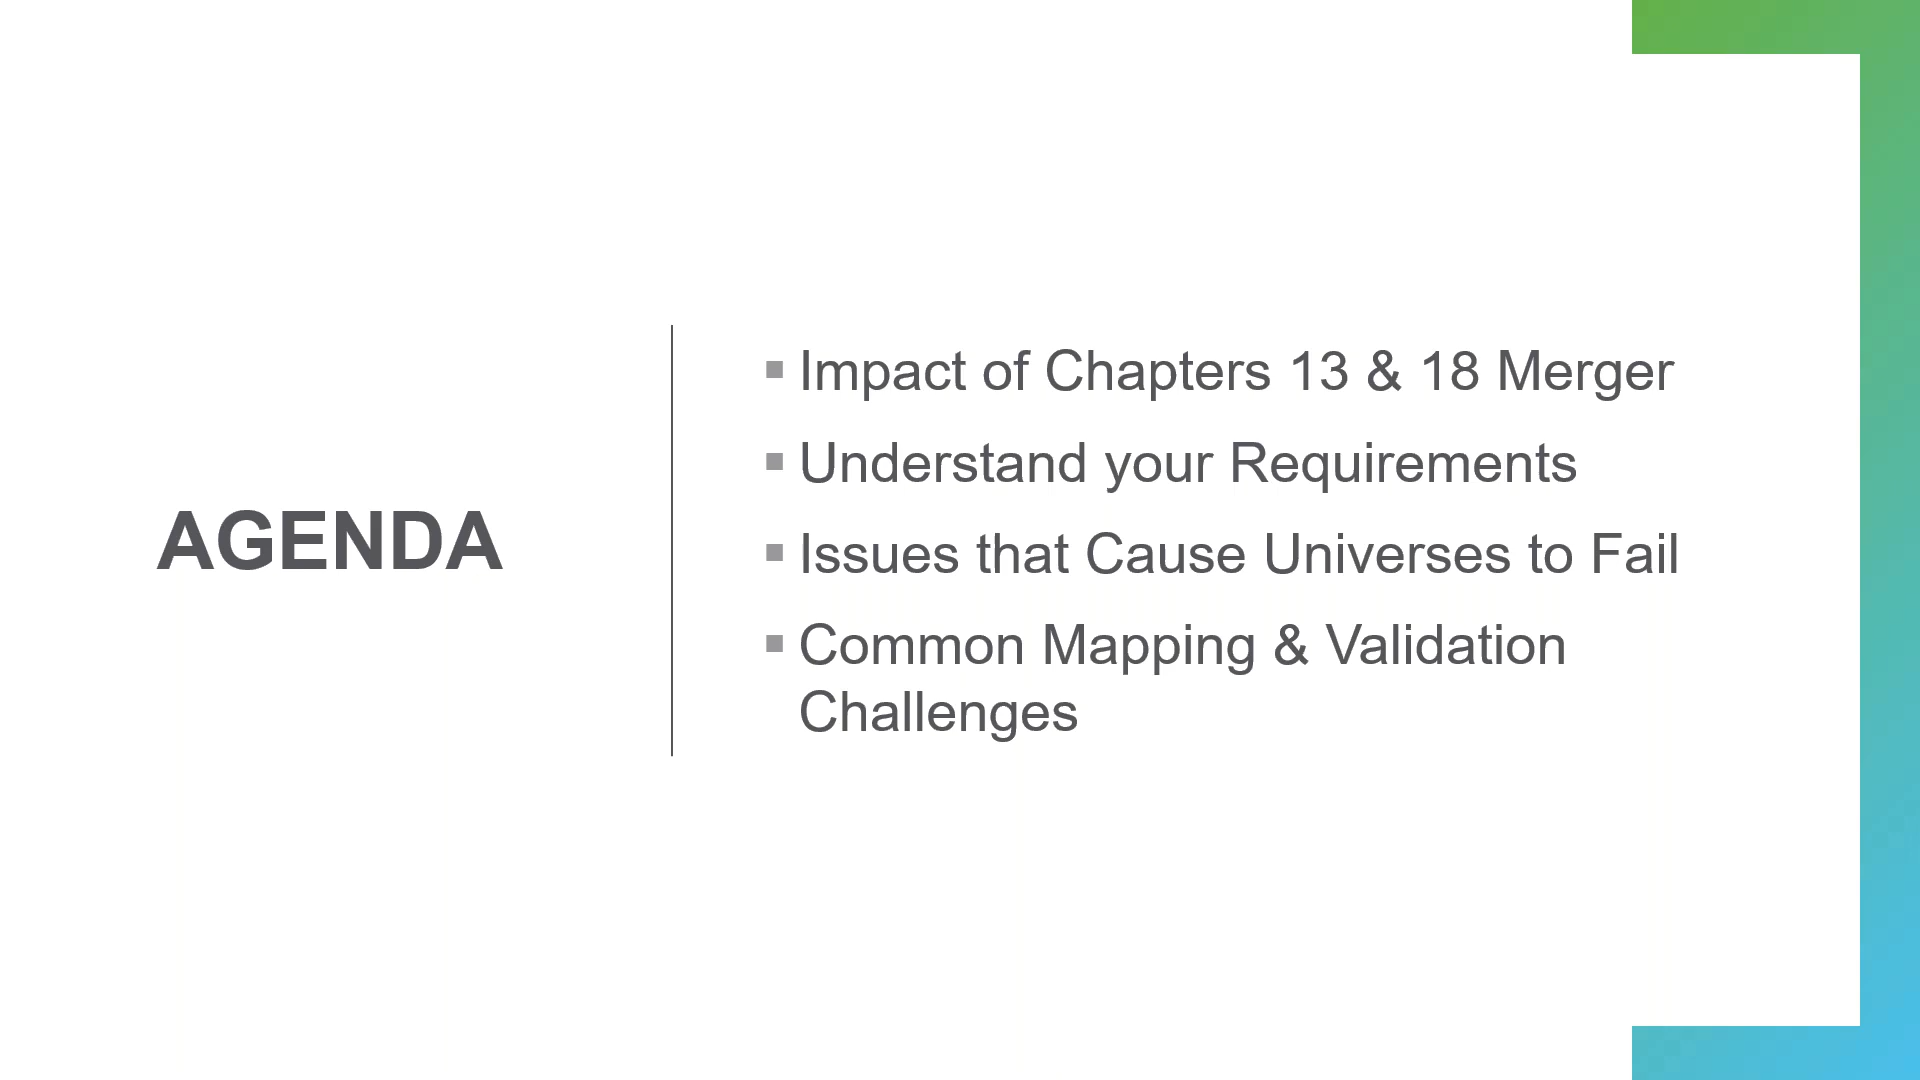 AGENDA
Impact of Chapters 13 & 18 Merger
Understand your Requirements
Issues that Cause Universes to Fail
Common Mapping & Validation
Challenges